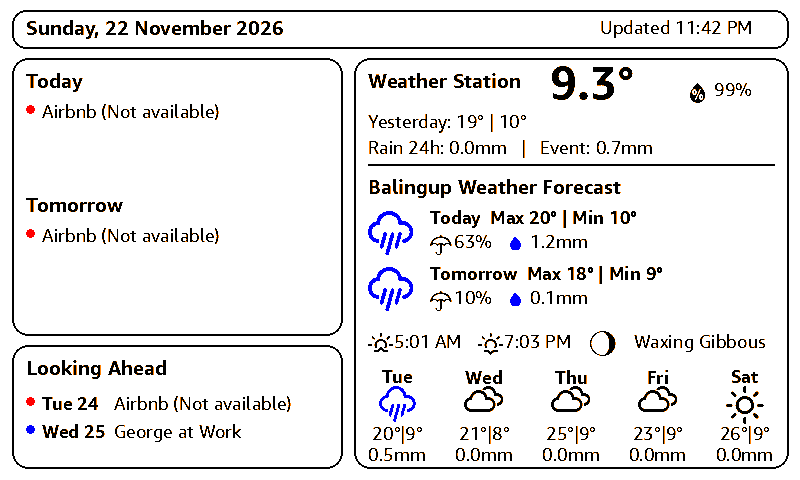 Sunday, 22 November 2026
Updated 11:42 PM
Today
Airbnb (Not available)
Tomorrow
Airbnb (Not available)
Looking Ahead
Tue 24 Airbnb (Not available)
Wed 25 George at Work
Weather Station 9.3° 99%
Yesterday: 19° | 10°
Rain 24h: 0.0mm | Event: 0.7mm
Balingup Weather Forecast
Today Max 20° | Min 10°
63% 1.2mm
Tomorrow Max 18° | Min 9°
10% 0.1mm
5:01 AM 7:03 PM Waxing Gibbous
Tue Wed Thu Fri Sat
20°|9° 21°|8° 25°|9° 23°|9° 26°|9°
0.5mm 0.0mm 0.0mm 0.0mm 0.0mm